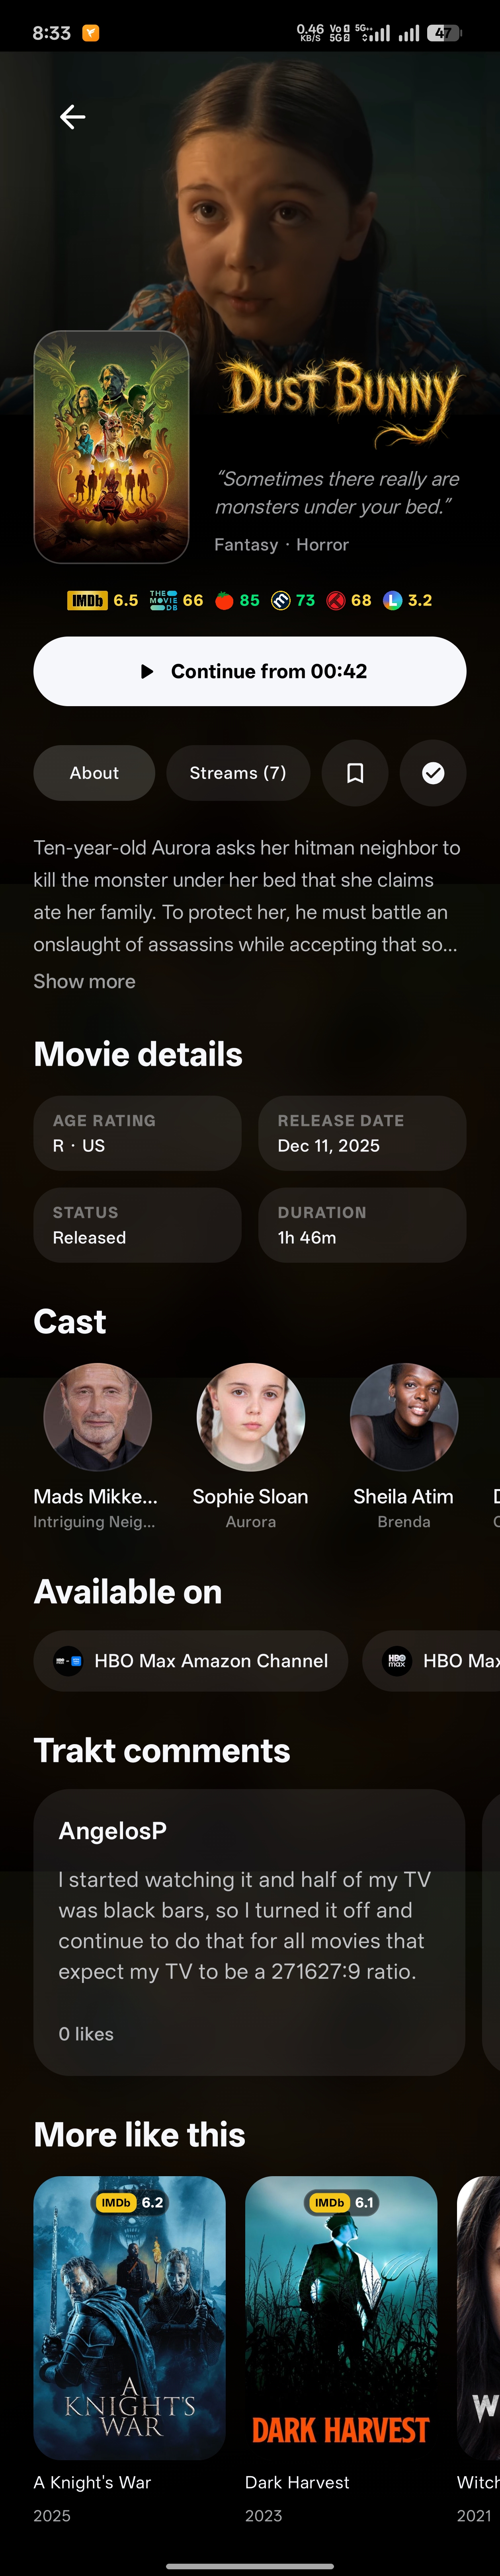 8:33
0.46
KB/S
Vo
5G
5G++
47
DUST BUNNY
“Sometimes there really are
monsters under your bed.”
Fantasy · Horror
IMDb 6.5 THE MOVIE DB 66 85 73 68 L 3.2
Continue from 00:42
About Streams (7)
Ten-year-old Aurora asks her hitman neighbor to
kill the monster under her bed that she claims
ate her family. To protect her, he must battle an
onslaught of assassins while accepting that so...
Show more
Movie details
AGE RATING
R · US
RELEASE DATE
Dec 11, 2025
STATUS
Released
DURATION
1h 46m
Cast
Mads Mikke...
Intriguing Neig...
Sophie Sloan
Aurora
Sheila Atim
Brenda
Available on
HBO Max Amazon Channel
HBO max
HBO Max
Trakt comments
AngelosP
I started watching it and half of my TV
was black bars, so I turned it off and
continue to do that for all movies that
expect my TV to be a 271627:9 ratio.
0 likes
More like this
IMDb 6.2
A
KNIGHT'S
WAR
IMDb 6.1
DARK HARVEST
W
A Knight's War
2025
Dark Harvest
2023
Witch
2021